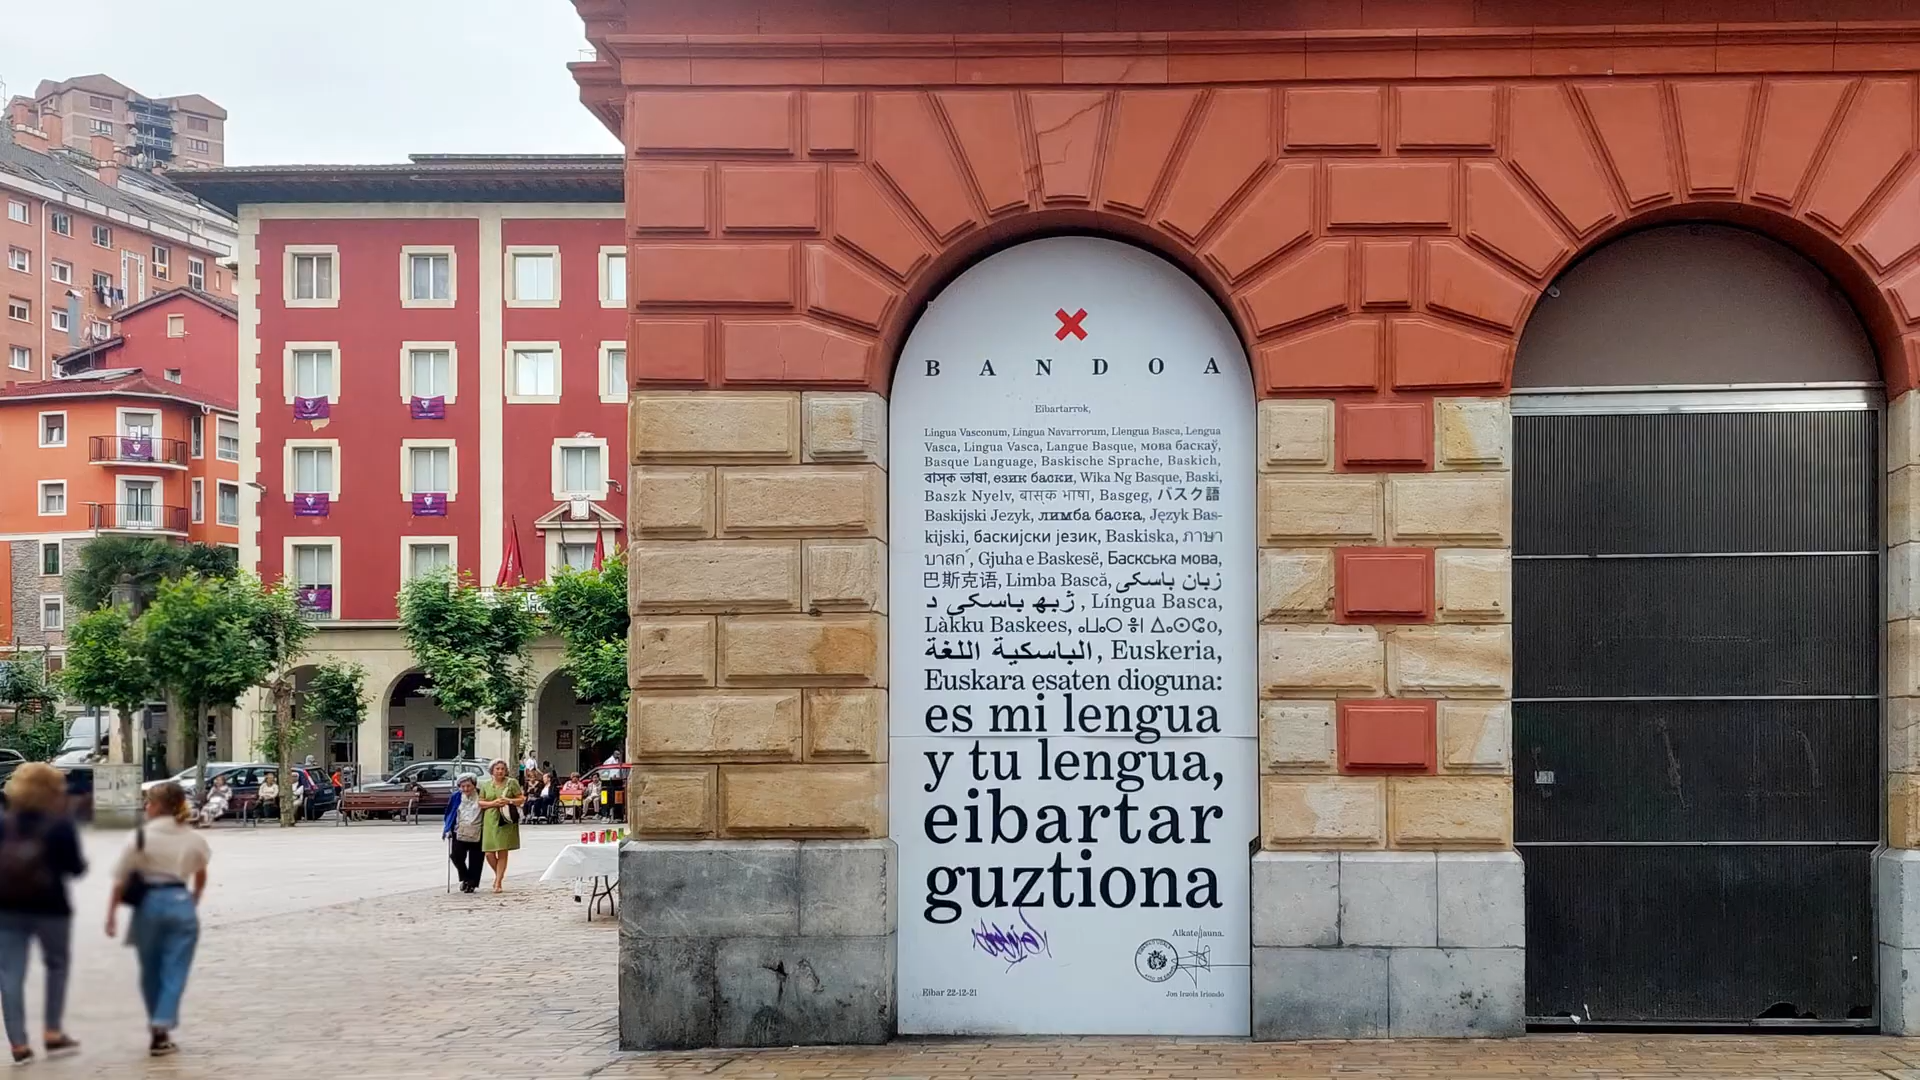 BANDOA
Eibartarrok,
Lingua Vasconum, Lingua Navarrorum, Llengua Basca, Lengua
Vasca, Lingua Vasca, Langue Basque, мова баскаў,
Basque Language, Baskische Sprache, Baskich,
বাস্ক ভাষা, език баски, Wika Ng Basque, Baski,
Baszk Nyelv, बास्क भाषा, Basgeg, バスク語
Baskijski Jezyk, лимба баска, Język Bas-
kijski, баскијски језик, Baskiska, ภาษา
บาสก์, Gjuha e Baskesë, Баскська мова,
巴斯克语, Limba Bască, زبان باسکی
د باسكي ژبه, Língua Basca,
Làkku Baskees, ⴰⵡⴰⵔ ⵏ ⴱⴰⵙⵛⴰ,
الباسكية اللغة, Euskeria,
Euskara esaten dioguna:
es mi lengua
y tu lengua,
eibartar
guztiona
Alkatejauna.
Eibar 22-12-21
Jon Iraola Iriondo